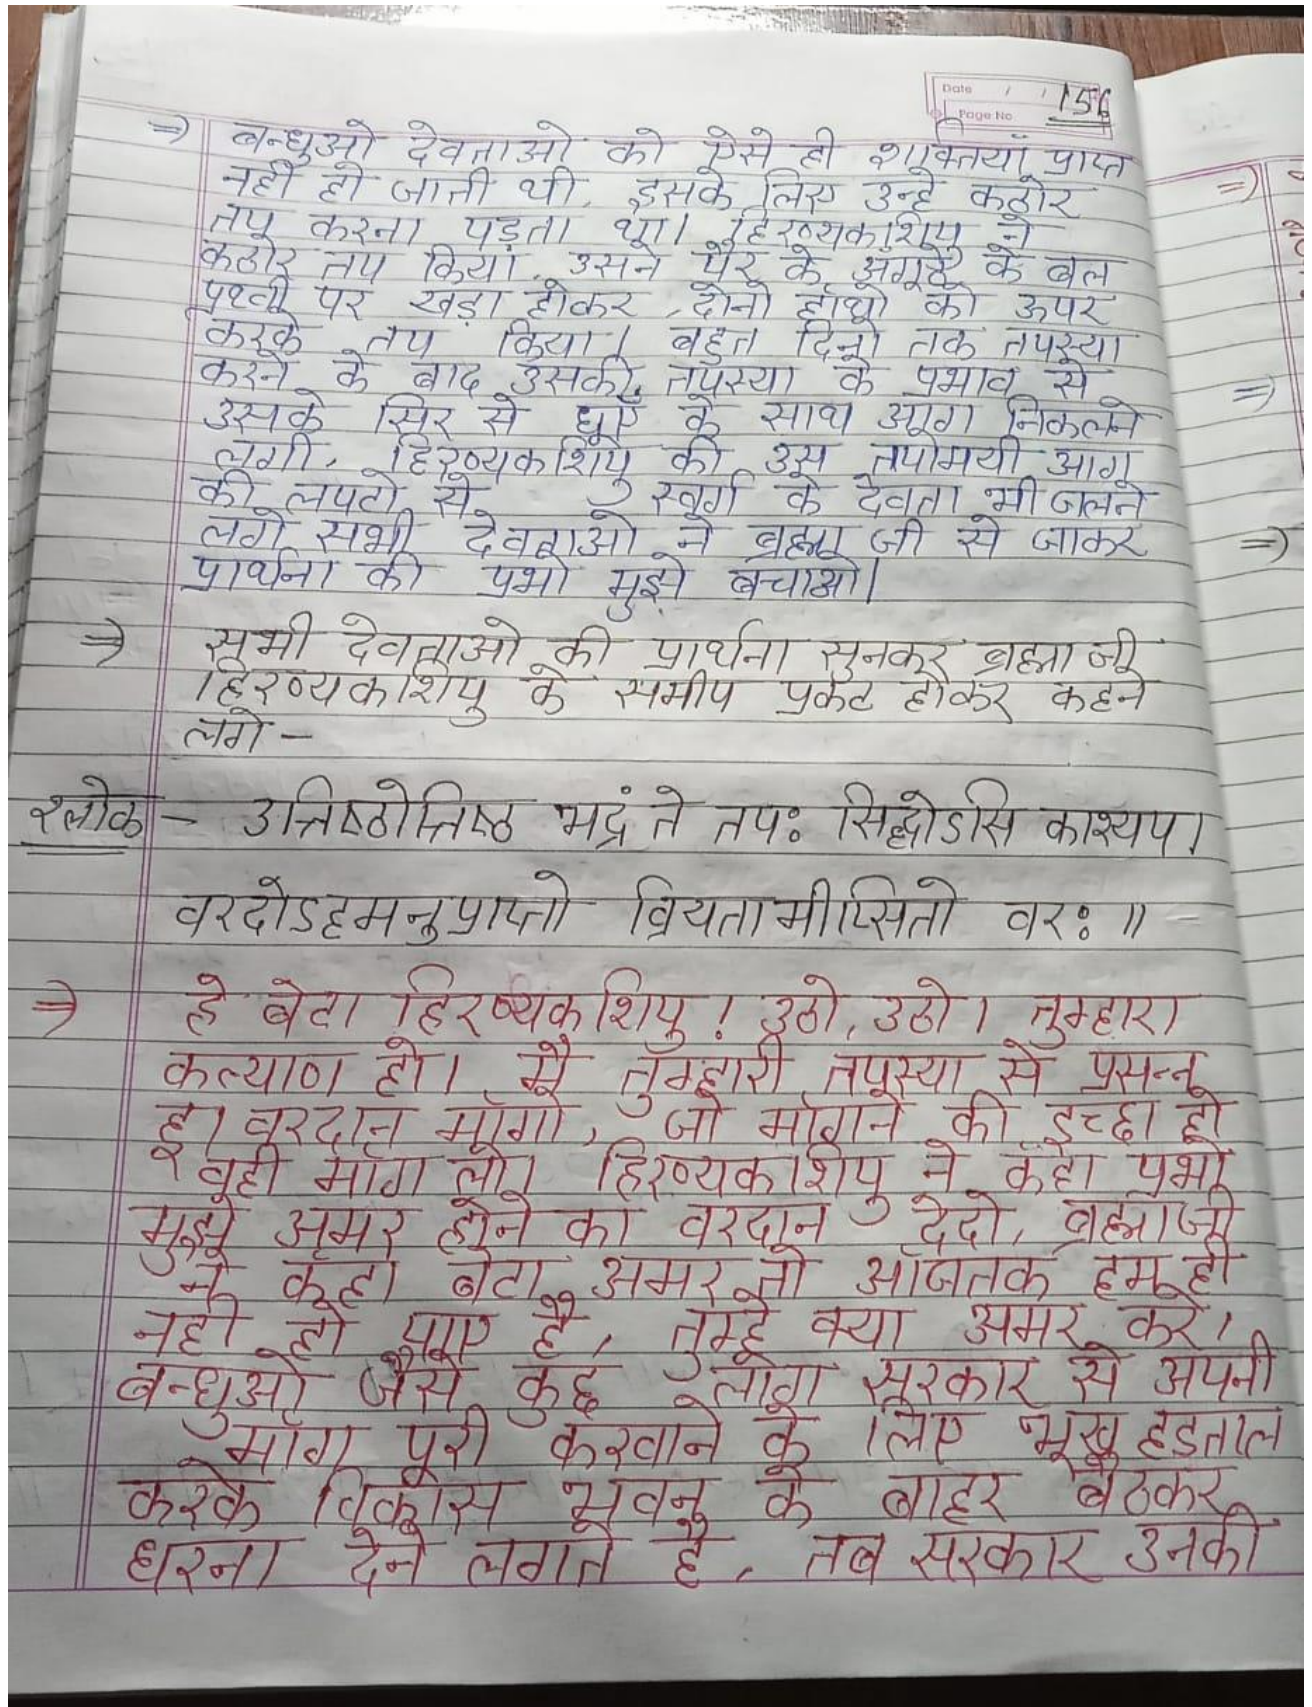 Date / / 156
Page No
=) बन्धुओ देवताओ को ऐसे ही शक्तियाँ प्राप्त
नही हो जाती थी, इसके लिए उन्हे कठोर
तप करना पड़ता था। हिरण्यकशिपु ने
कठोर तप किया, उसने पैर के अंगूठे के बल
पृथ्वी पर खड़ा होकर, दोनो हाँथो को ऊपर
करके तप किया। बहुत दिनो तक तपस्या
करने के बाद उसकी तपस्या के प्रभाव से
उसके सिर से धुएँ के साथ आग निकलने
लगी, हिरण्यकशिपु की उस तपोमयी आग
की लपटो से स्वर्ग के देवता भी जलने
लगे सभी देवताओ ने ब्रह्मा जी से जाकर
प्रार्थना की प्रभो मुझे बचाओ।
=) सभी देवताओ की प्रार्थना सुनकर ब्रह्मा जी
हिरण्यकशिपु के समीप प्रकट होकर कहने
लगे -
श्लोक - उत्तिष्ठोत्तिष्ठ भद्रं ते तपः सिद्धोऽसि काश्यप।
वरदोऽहमनुप्राप्तो व्रियतामीप्सितो वरः॥
=) हे बेटा हिरण्यकशिपु! उठो, उठो। तुम्हारा
कल्याण हो। मै तुम्हारी तपस्या से प्रसन्न
हू। वरदान माँगो, जो माँगने की इच्छा हो
वही माँग लो। हिरण्यकशिपु ने कहा प्रभो
मुझे अमर होने का वरदान देदो, ब्रह्माजी
ने कहा बेटा अमर तो आजतक हम ही
नही हो पाए है, तुम्हे क्या अमर करे।
बन्धुओ जैसे कुछ लोग सरकार से अपनी
माँग पूरी करवाने के लिए भूख हडताल
करके विकास भवन के बाहर बैठकर
धरना देने लगते है, तब सरकार उनकी